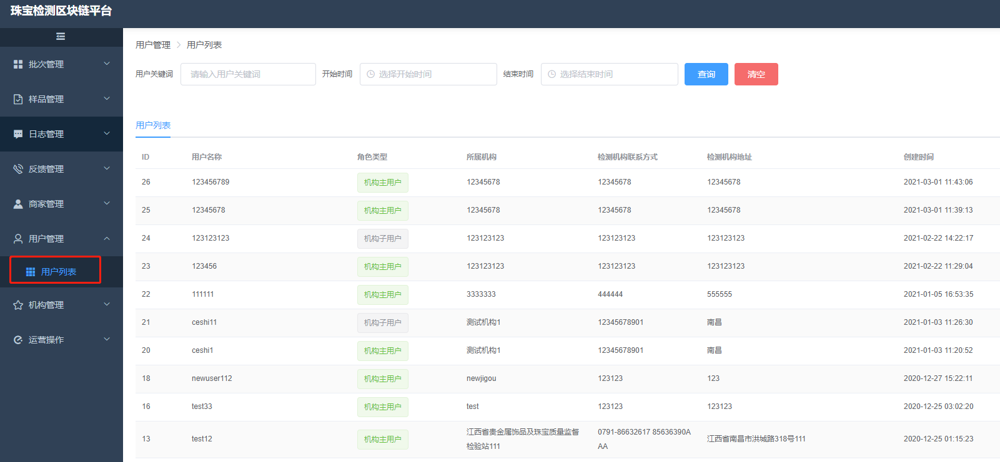 珠宝检测区块链平台
批次管理
样品管理
日志管理
反馈管理
商家管理
用户管理
用户列表
机构管理
运营操作
用户管理 > 用户列表
用户关键词 请输入用户关键词 开始时间 选择开始时间 结束时间 选择结束时间 查询 清空
用户列表
ID 用户名称 角色类型 所属机构 检测机构联系方式 检测机构地址 创建时间
26 123456789 机构主用户 12345678 12345678 12345678 2021-03-01 11:43:06
25 12345678 机构主用户 12345678 12345678 12345678 2021-03-01 11:39:13
24 123123123 机构子用户 123123123 123123123 123123123 2021-02-22 14:22:17
23 123456 机构主用户 123123123 123123123 123123123 2021-02-22 11:29:04
22 111111 机构主用户 3333333 444444 555555 2021-01-05 16:53:35
21 ceshi11 机构子用户 测试机构1 12345678901 南昌 2021-01-03 11:26:30
20 ceshi1 机构主用户 测试机构1 12345678901 南昌 2021-01-03 11:20:52
18 newuser112 机构主用户 newjigou 123123 123 2020-12-27 15:22:11
16 test33 机构主用户 test 123123 123123 2020-12-25 03:02:20
13 test12 机构主用户 江西省贵金属饰品及珠宝质量监督 0791-86632617 85636390A 江西省南昌市洪城路318号111 2020-12-25 01:15:23
检验站111 AA